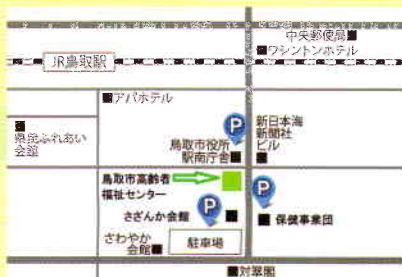 中央郵便局■
■ワシントンホテル
JR鳥取駅
■アパホテル
■
県民ふれあい
会館
P
鳥取市役所
駅南庁舎■
新日本海
新聞社
ビル
■
鳥取市高齢者
福祉センター
P
P
さざんか会館 ■
■ 保健事業団
さわやか
会館■
駐車場
■対翠閣